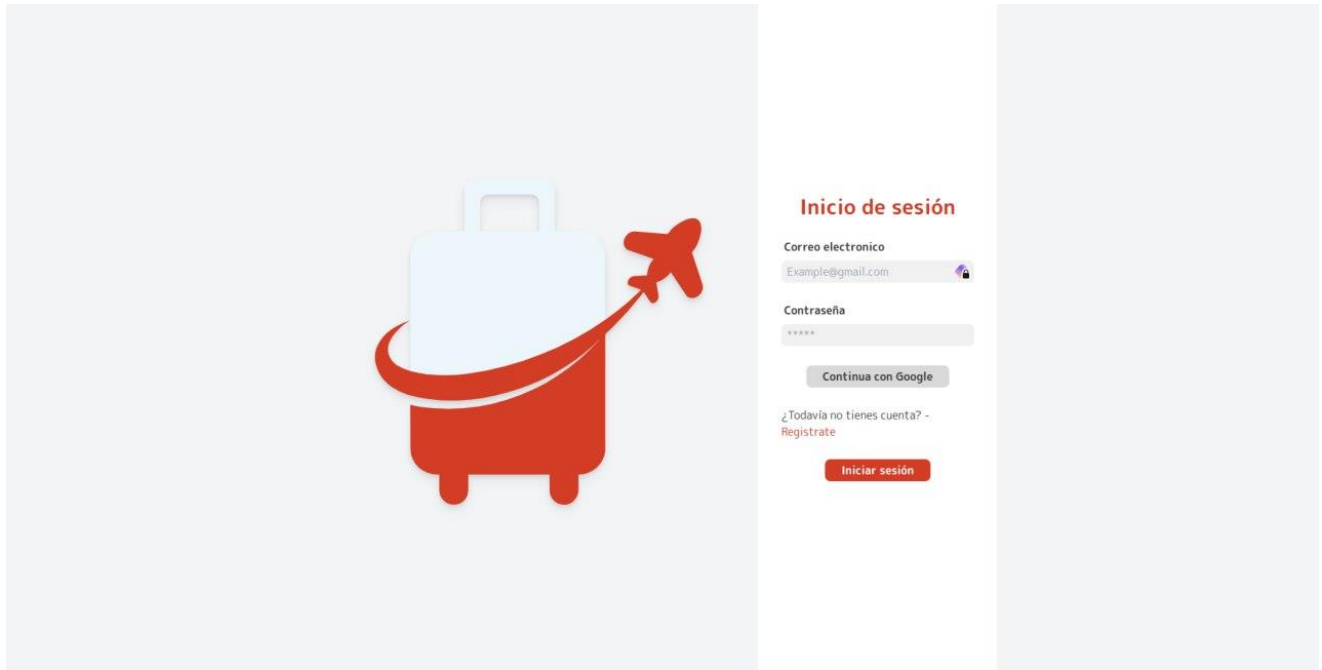 Inicio de sesión
Correo electronico
Example@gmail.com
Contraseña
*****
Continua con Google
¿Todavía no tienes cuenta? -
Registrate
Iniciar sesión